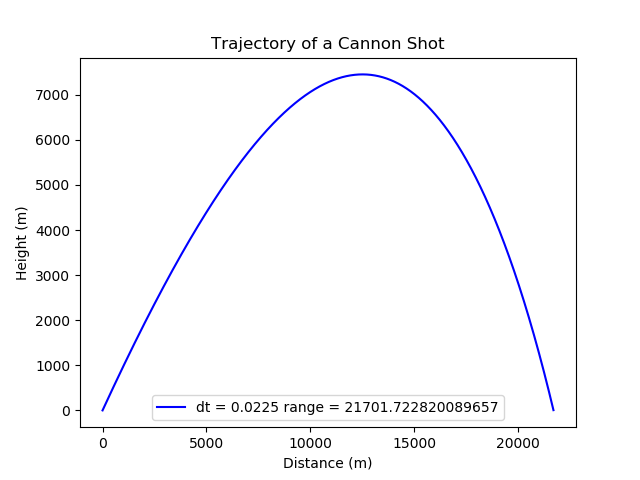 Trajectory of a Cannon Shot
Height (m)
7000
6000
5000
4000
3000
2000
1000
0
dt = 0.0225 range = 21701.722820089657
0 5000 10000 15000 20000
Distance (m)